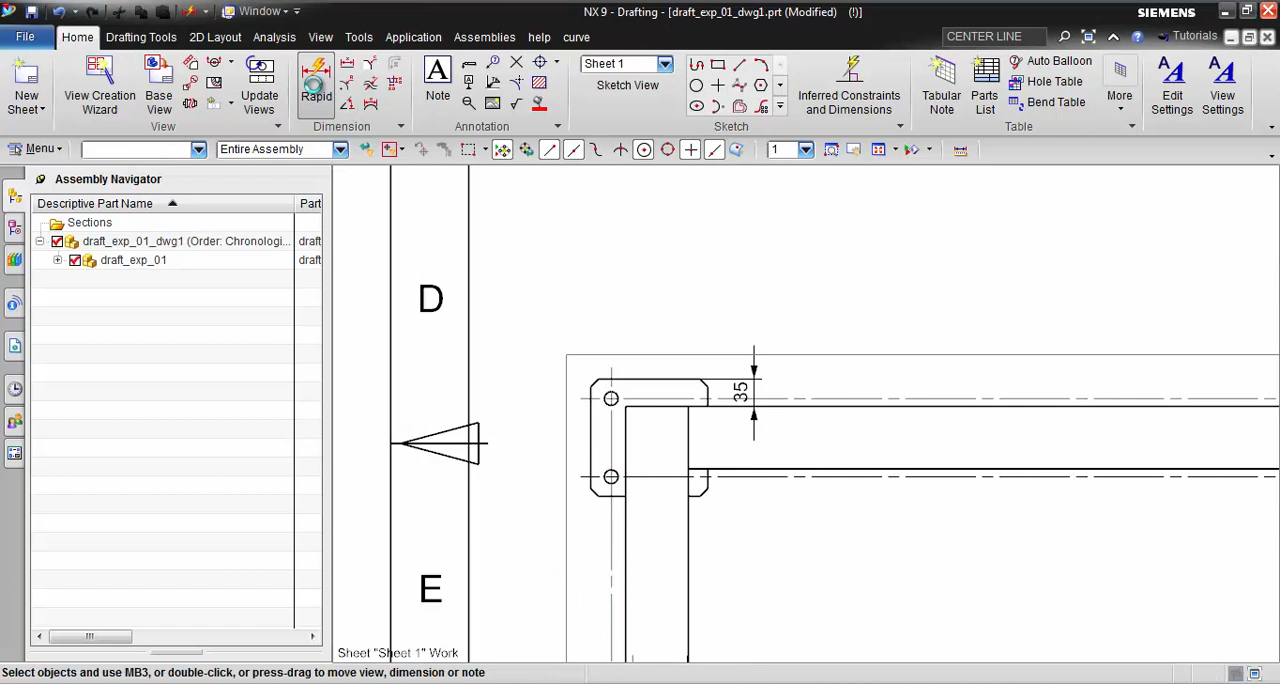 Window
NX 9 - Drafting - [draft_exp_01_dwg1.prt (Modified) (!)]
SIEMENS
File
Home
Drafting Tools
2D Layout
Analysis
View
Tools
Application
Assemblies
help
curve
CENTER LINE
Tutorials
New Sheet
View Creation Wizard
Base View
Update Views
View
Rapid
Dimension
Note
Annotation
Sheet 1
Sketch View
Sketch
Inferred Constraints and Dimensions
Tabular Note
Parts List
Auto Balloon
Hole Table
Bend Table
Table
More
Edit Settings
View Settings
Menu
Entire Assembly
1
Assembly Navigator
Descriptive Part Name
Part
Sections
draft_exp_01_dwg1 (Order: Chronologi...
draft
draft_exp_01
draft
D
35
E
Sheet "Sheet 1" Work
Select objects and use MB3, or double-click, or press-drag to move view, dimension or note